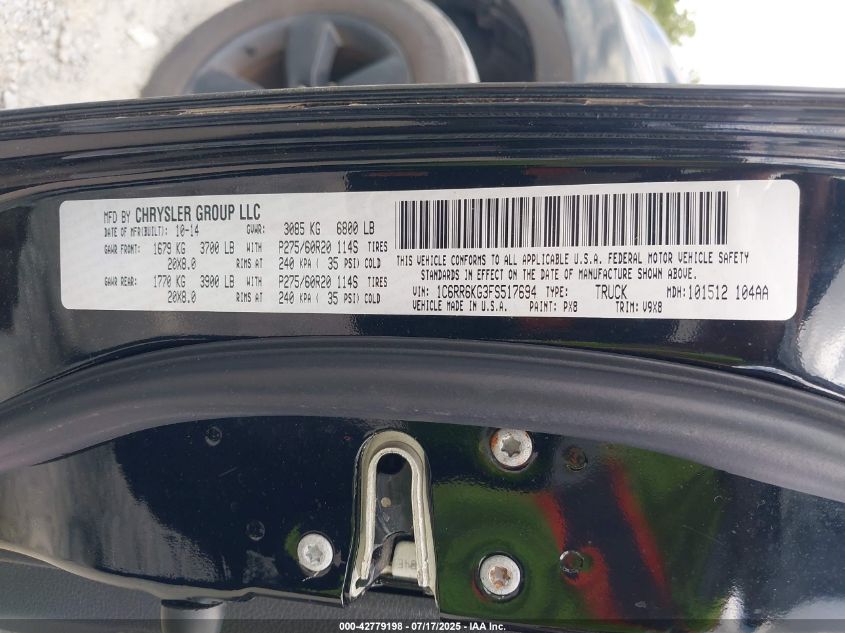 MFD BY CHRYSLER GROUP LLC
DATE OF MFR(BUILT): 10-14 GVWR: 3085 KG 6800 LB
GAWR FRONT: 1679 KG 3700 LB WITH P275/60R20 114S TIRES
20X8.0 RIMS AT 240 KPA ( 35 PSI) COLD
GAWR REAR: 1770 KG 3900 LB WITH P275/60R20 114S TIRES
20X8.0 RIMS AT 240 KPA ( 35 PSI) COLD
THIS VEHICLE CONFORMS TO ALL APPLICABLE U.S.A. FEDERAL MOTOR VEHICLE SAFETY
STANDARDS IN EFFECT ON THE DATE OF MANUFACTURE SHOWN ABOVE.
VIN: 1C6RR6KG3FS517694 TYPE: TRUCK MDH: 101512 104AA
VEHICLE MADE IN U.S.A. PAINT: PX8 TRIM: V9X8
000-42779198 - 07/17/2025 - IAA Inc.